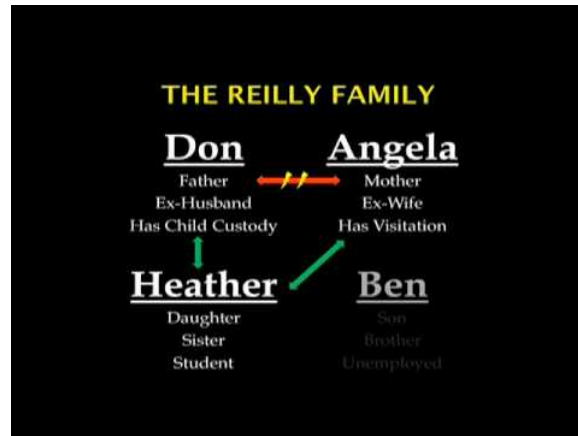 THE REILLY FAMILY
Don
Father
Ex-Husband
Has Child Custody
Angela
Mother
Ex-Wife
Has Visitation
Heather
Daughter
Sister
Student
Ben
Son
Brother
Unemployed